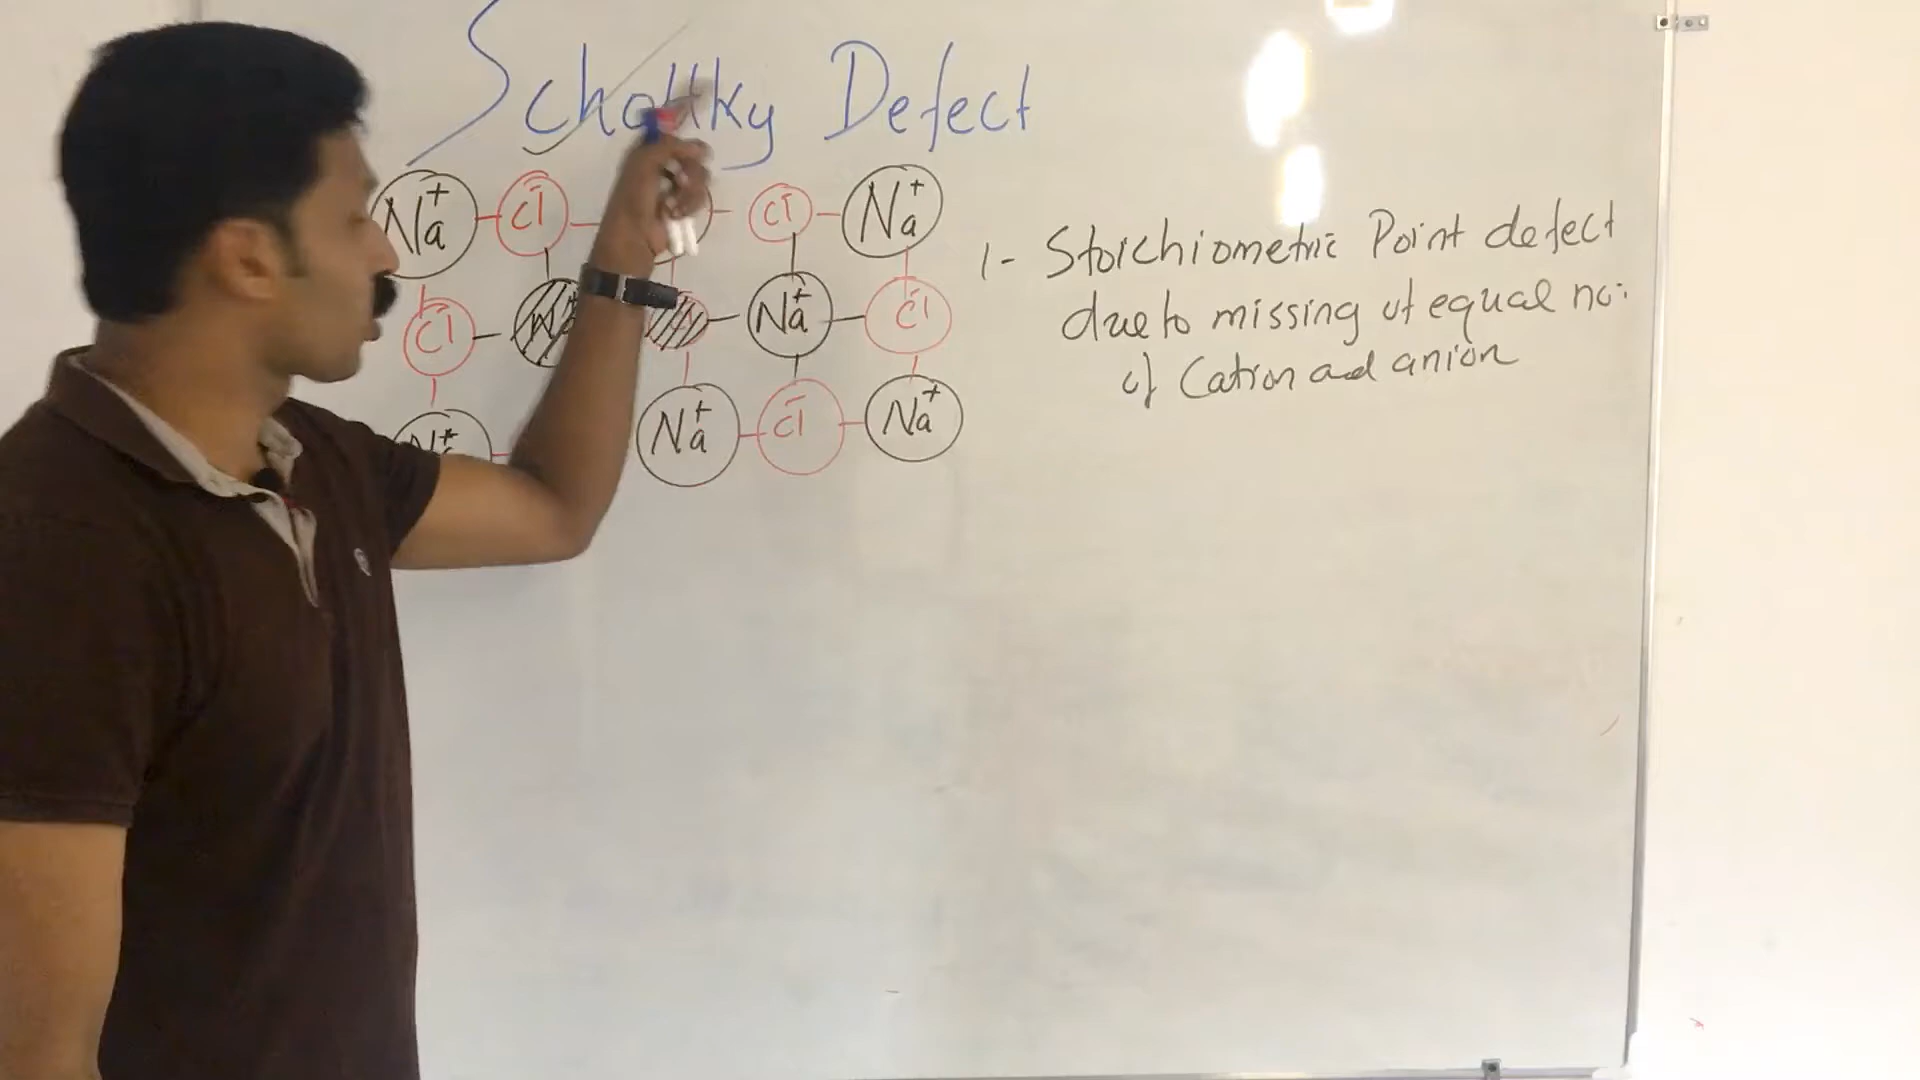 Schottky Defect
Na+ Cl- Cl- Na+
Cl- Na+ Cl-
Na+ Cl- Na+
1- Stoichiometric Point defect
due to missing of equal no.
of Cation and anion